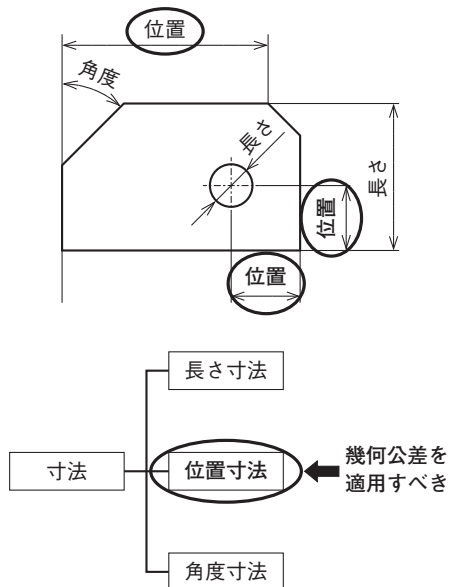 位置
角度
長さ
長さ
位置
位置
長さ寸法
寸法
位置寸法
幾何公差を
適用すべき
角度寸法